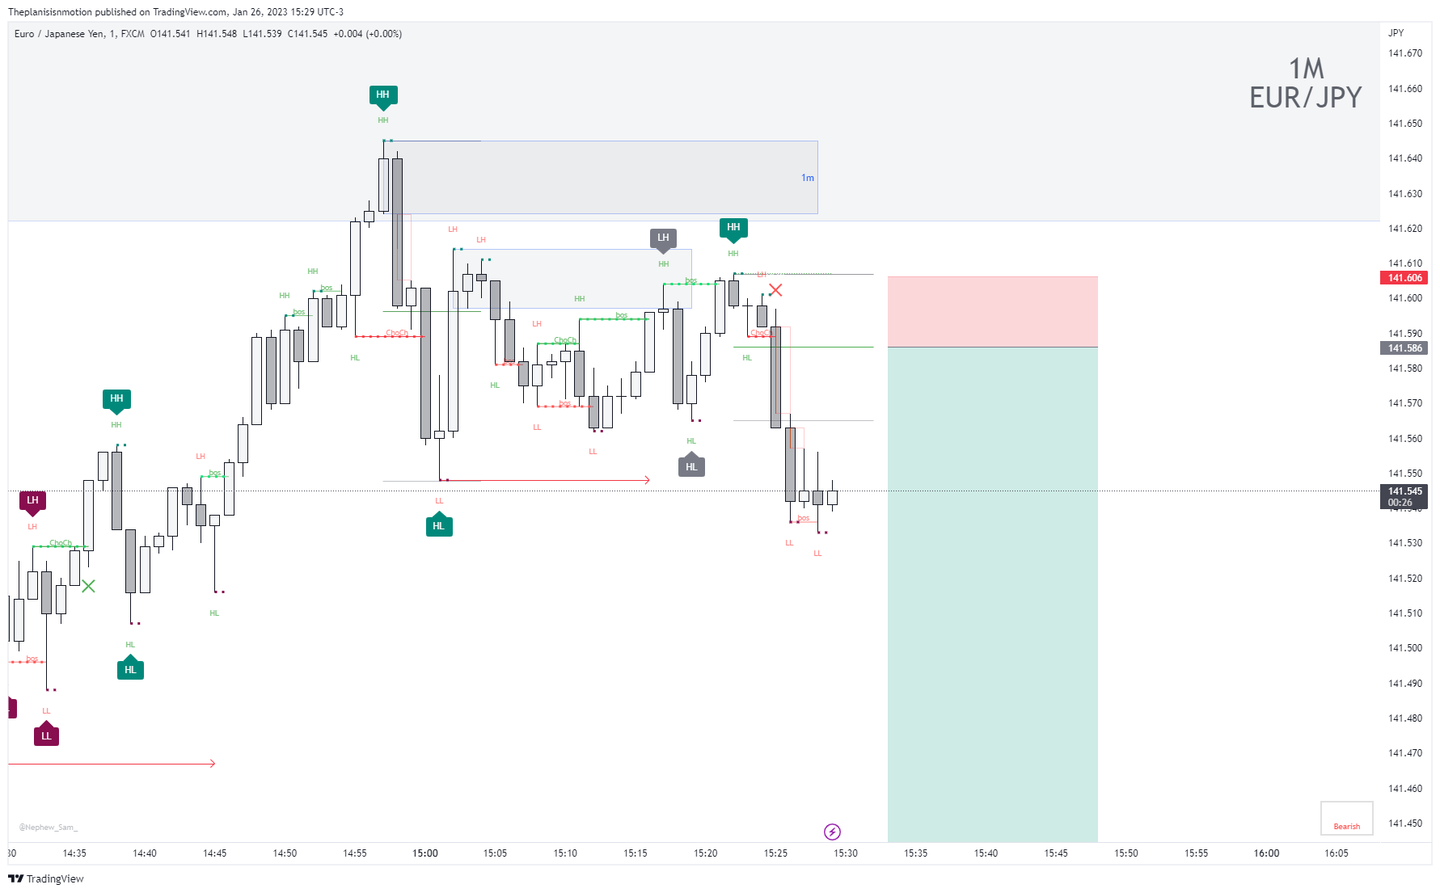 Theplanisisnmotion published on TradingView.com, Jan 26, 2023 15:29 UTC-3
Euro / Japanese Yen, 1, FXCM O141.541 H141.548 L141.539 C141.545 +0.004 (+0.00%)
JPY
1M
EUR/JPY
141.670
141.660
141.650
141.640
141.630
141.620
141.610
141.606
141.600
141.590
141.586
141.580
141.570
141.560
141.550
141.545
00:26
141.530
141.520
141.510
141.500
141.490
141.480
141.470
141.460
141.450
HH
HH
1m
LH
LH
LH
HH
HH
HH
LH
HH
bos
HH
bos
HH
bos
HH
bos
LH
ChoCh
ChoCh
ChoCh
HL
HL
HL
bos
LL
LL
HL
HL
HH
HH
LH
bos
LL
HL
LH
LH
ChoCh
bos
LL
LL
HL
HL
HL
bos
LL
LL
@Nephew_Sam_
Bearish
30 14:35 14:40 14:45 14:50 14:55 15:00 15:05 15:10 15:15 15:20 15:25 15:30 15:35 15:40 15:45 15:50 15:55 16:00 16:05
TradingView